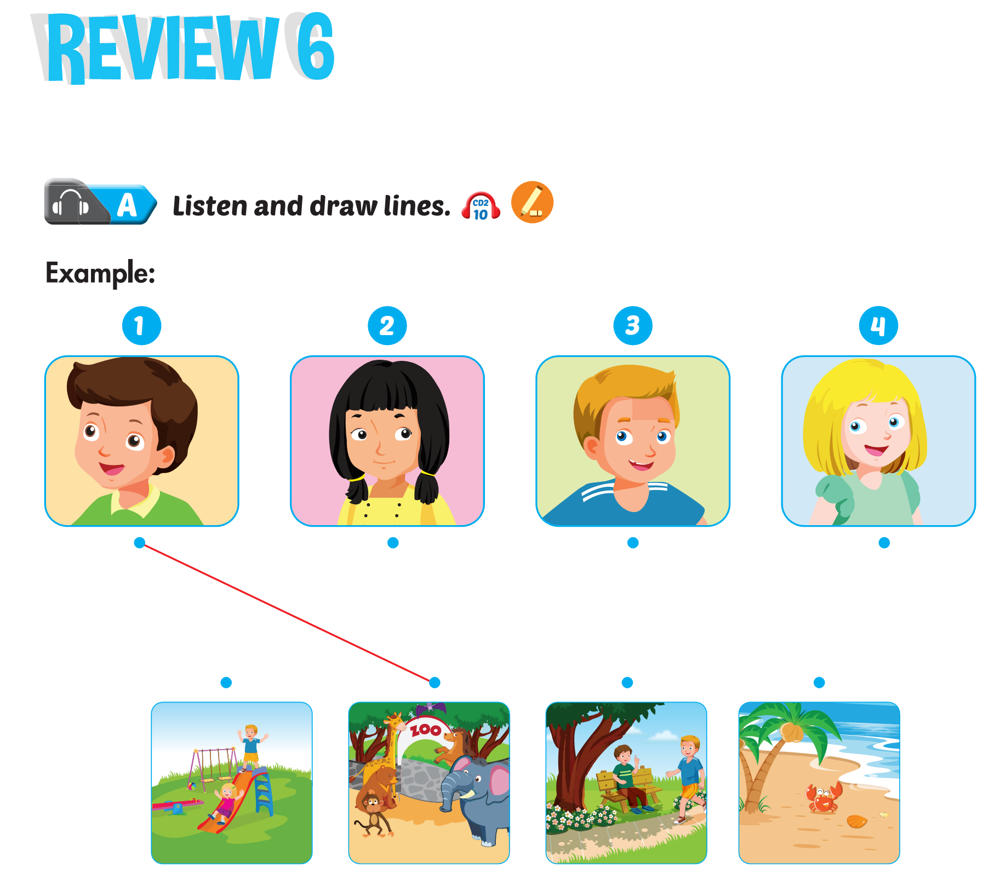 REVIEW 6
A Listen and draw lines. CD2 10
Example:
1 2 3 4
ZOO